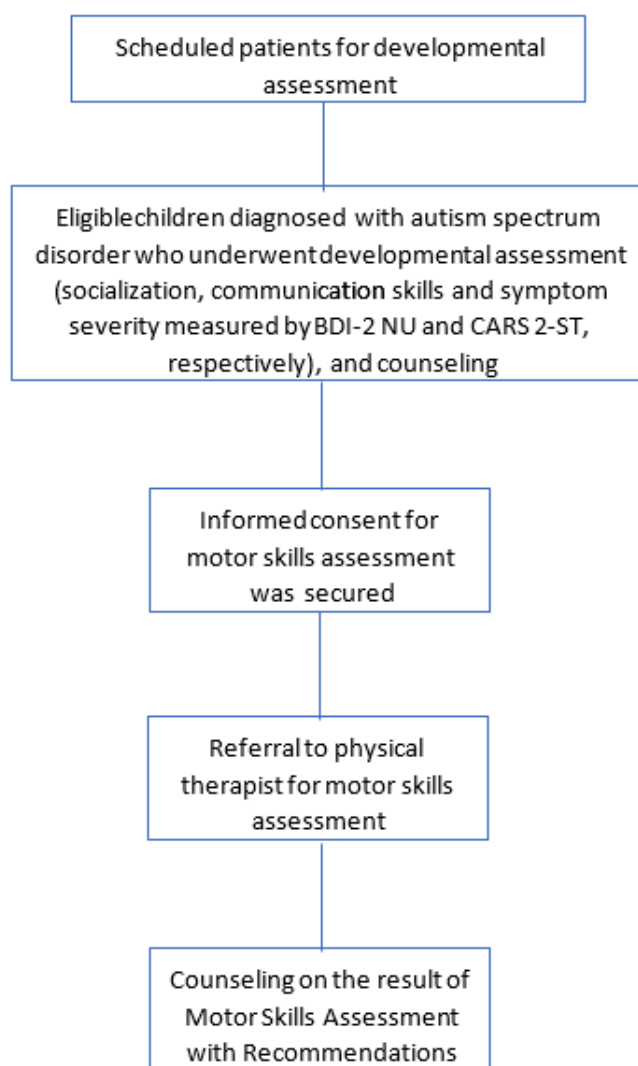 Scheduled patients for developmental
assessment
Eligiblechildren diagnosed with autism spectrum
disorder who underwent developmental assessment
(socialization, communication skills and symptom
severity measured by BDI-2 NU and CARS 2-ST,
respectively), and counseling
Informed consent for
motor skills assessment
was secured
Referral to physical
therapist for motor skills
assessment
Counseling on the result of
Motor Skills Assessment
with Recommendations